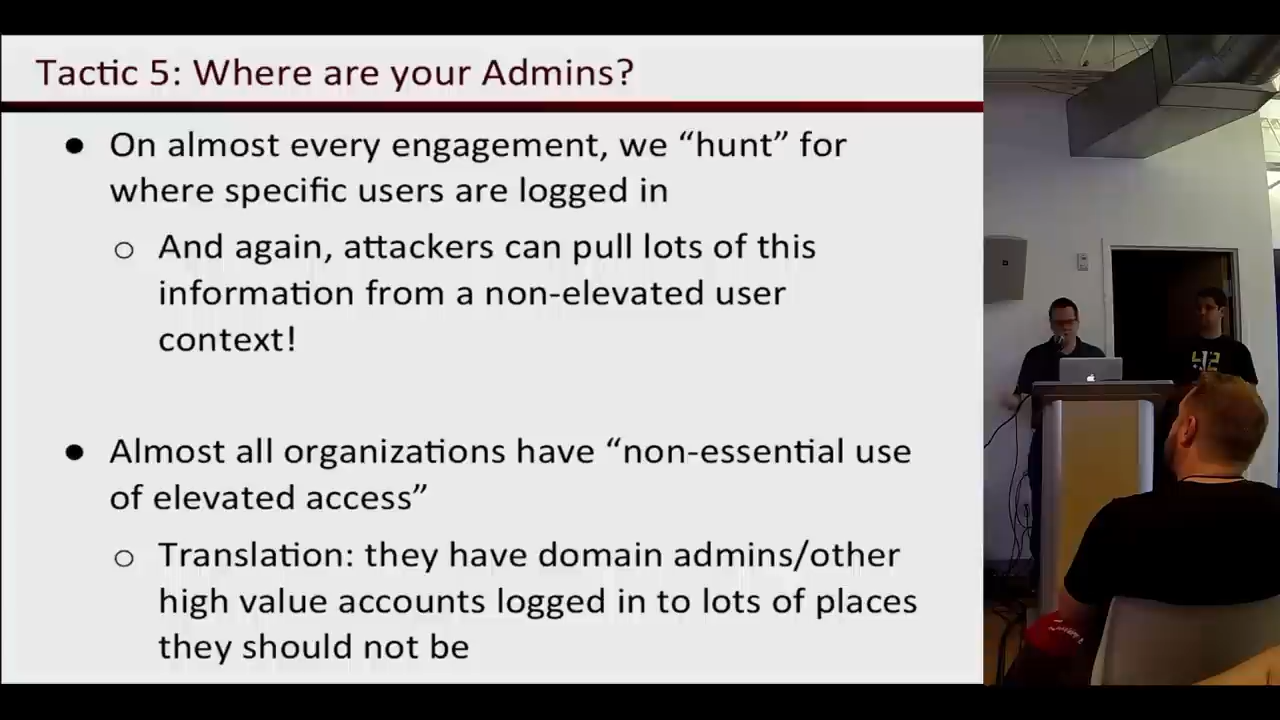 Tactic 5: Where are your Admins?
● On almost every engagement, we “hunt” for
where specific users are logged in
○ And again, attackers can pull lots of this
information from a non-elevated user
context!
● Almost all organizations have “non-essential use
of elevated access”
○ Translation: they have domain admins/other
high value accounts logged in to lots of places
they should not be